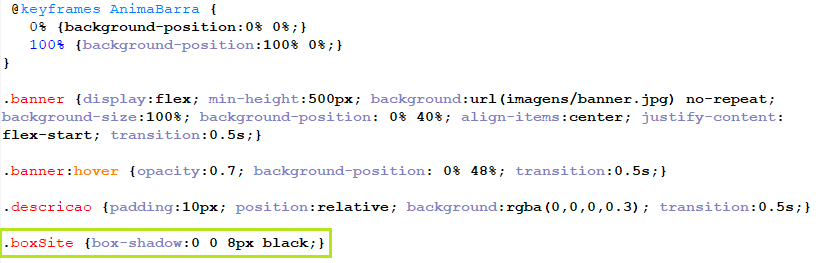 @keyframes AnimaBarra {
0% {background-position:0% 0%;}
100% {background-position:100% 0%;}
}
.banner {display:flex; min-height:500px; background:url(imagens/banner.jpg) no-repeat;
background-size:100%; background-position: 0% 40%; align-items:center; justify-content:
flex-start; transition:0.5s;}
.banner:hover {opacity:0.7; background-position: 0% 48%; transition:0.5s;}
.descricao {padding:10px; position:relative; background:rgba(0,0,0,0.3); transition:0.5s;}
.boxSite {box-shadow:0 0 8px black;}